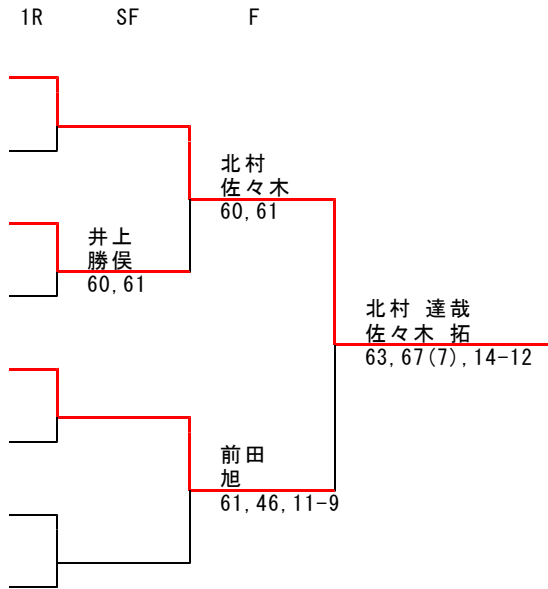 1R SF F
北村
佐々木
60,61
井上
勝俣
60,61
北村 達哉
佐々木 拓
63,67(7),14-12
前田
旭
61,46,11-9